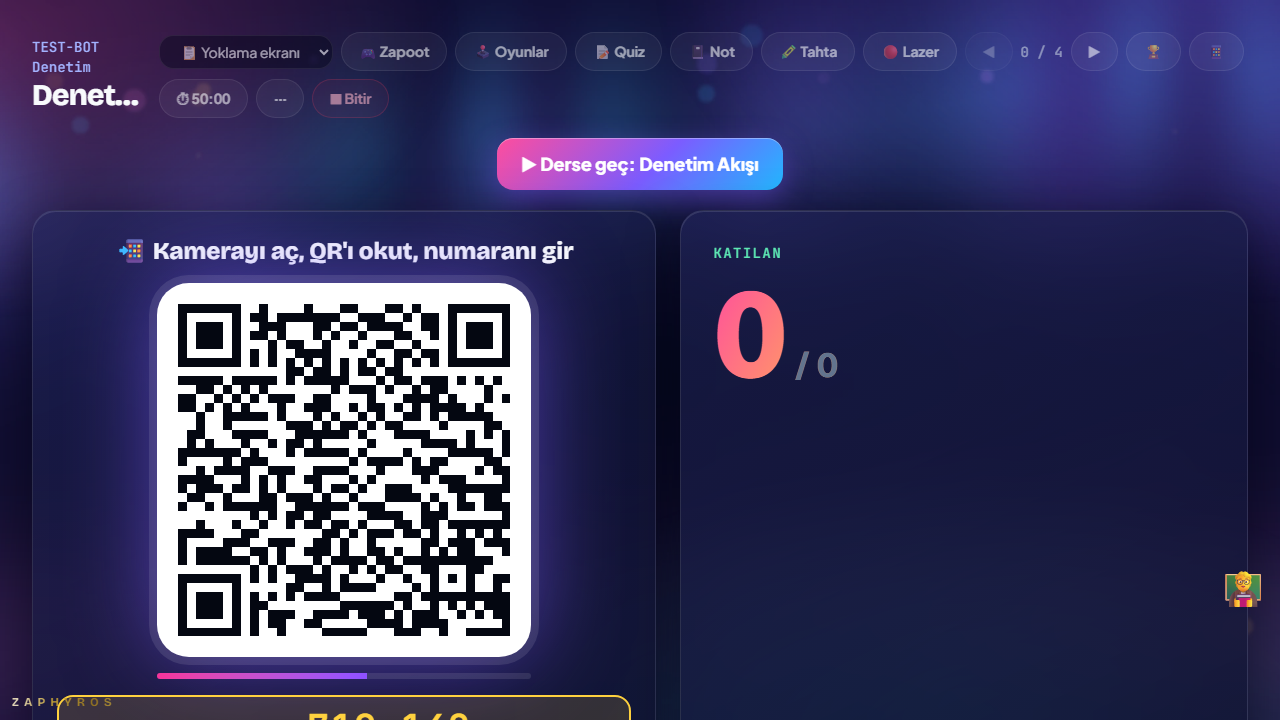 TEST-BOT
Denetim
Denet...
Yoklama ekranı
Zapoot
Oyunlar
Quiz
Not
Tahta
Lazer
0 / 4
50:00
---
Bitir
Derse geç: Denetim Akışı
Kamerayı aç, QR'ı okut, numaranı gir
KATILAN
0 / 0
ZAPHYROS